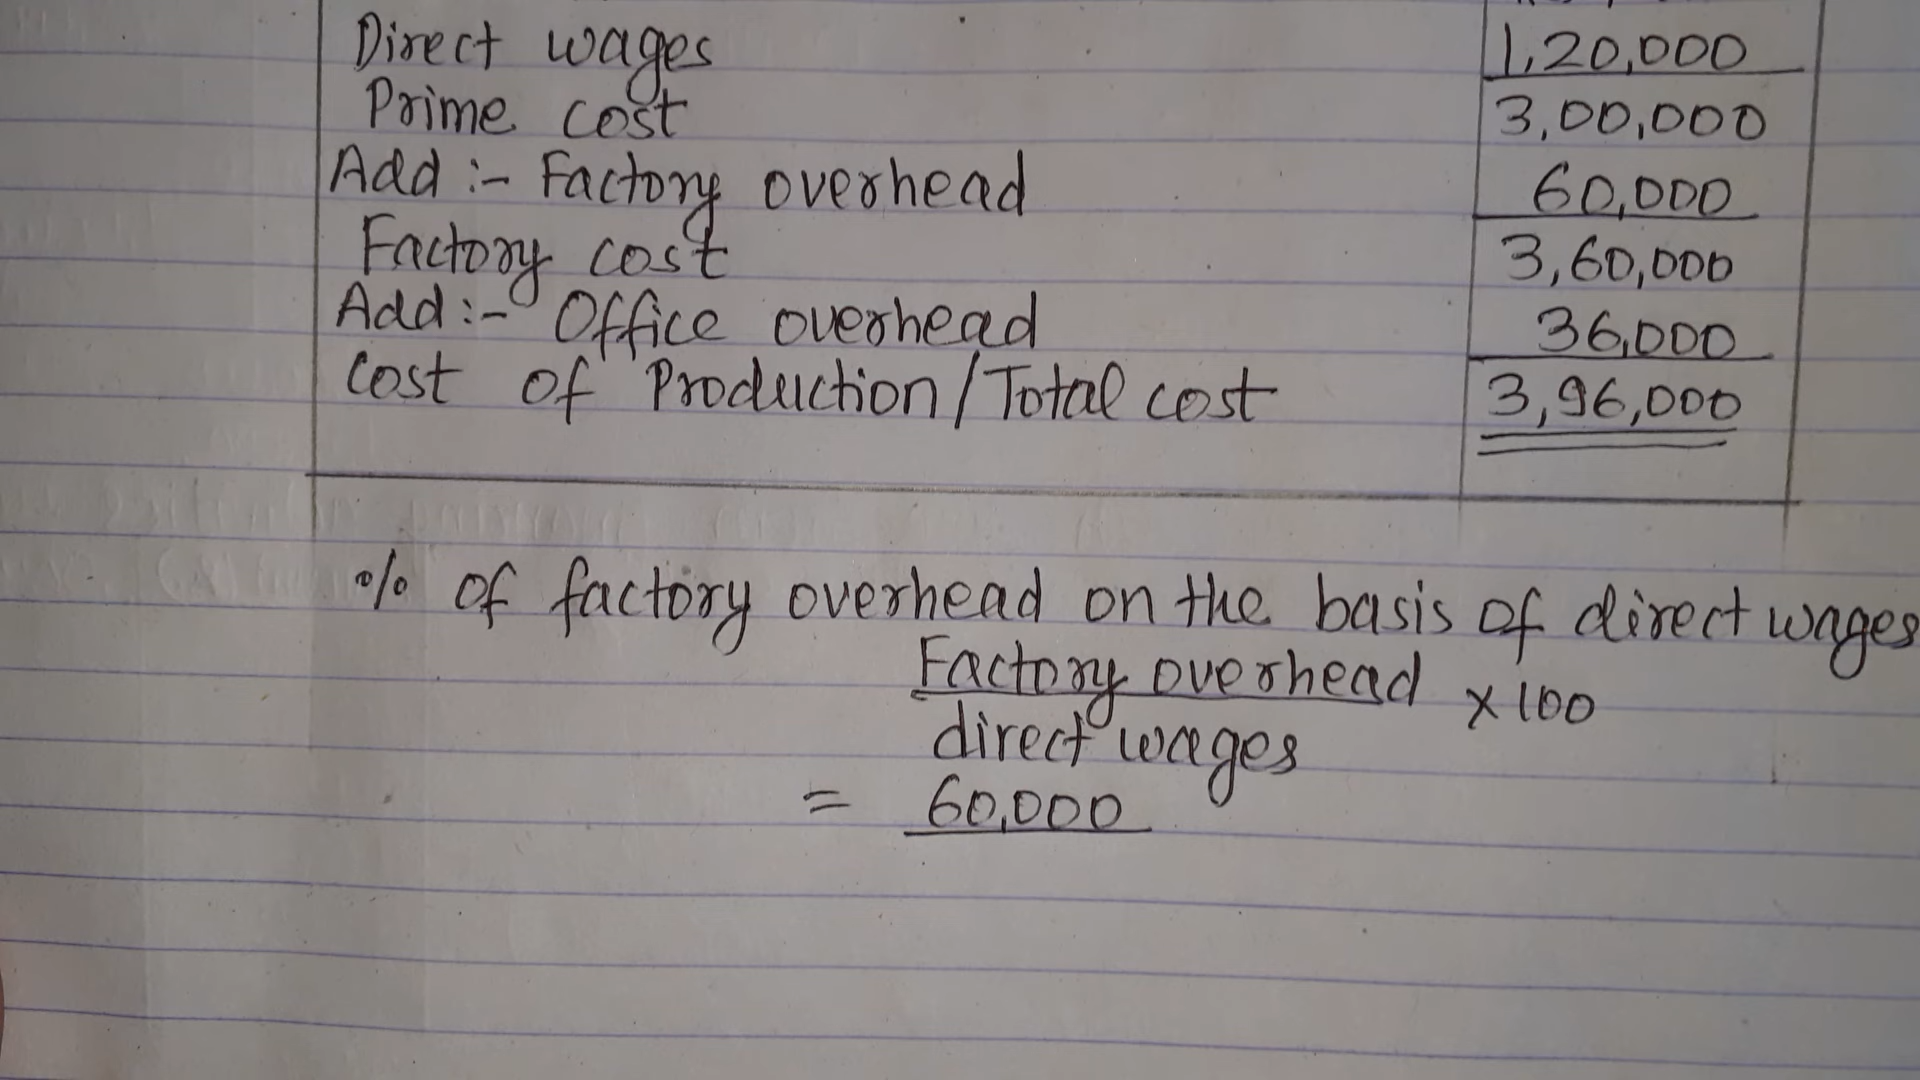 Direct wages 1,20,000
Prime cost 3,00,000
Add :- Factory overhead 60,000
Factory cost 3,60,000
Add :- Office overhead 36,000
Cost of Production/Total cost 3,96,000
% of factory overhead on the basis of direct wages
Factory overhead x 100
direct wages
= 60,000